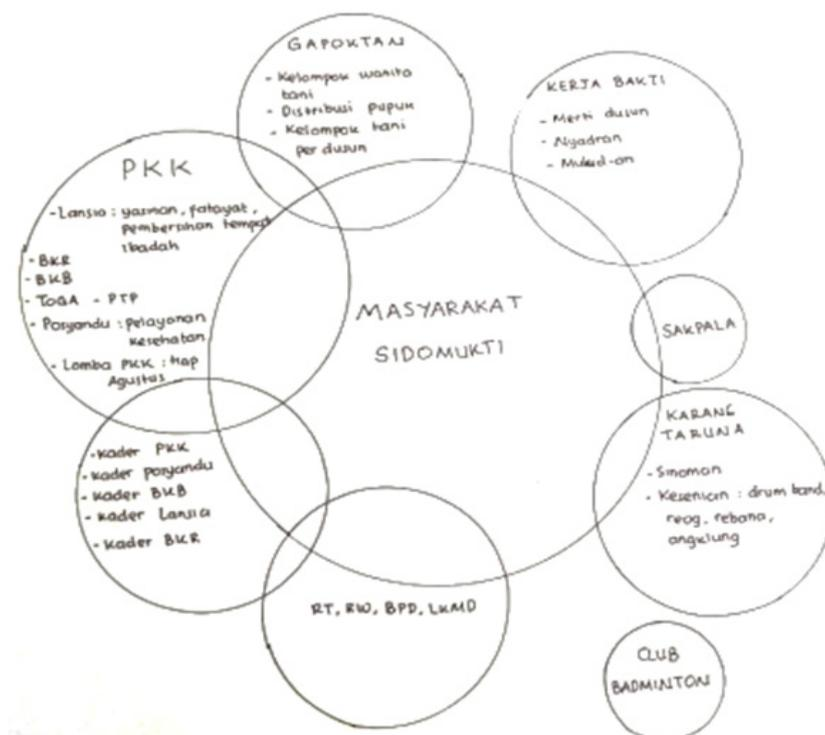 GAPOKTAN
- Kelompok wanita
tani
- Distribusi pupuk
- Kelompok tani
per dusun
KERJA BAKTI
- Merti dusun
- Nyadran
PKK
- Lansia : yasinan, fatayat,
pembersihan tempat
ibadah
- BKR
- BKB
- TOGA - PTP
- Posyandu : pelayanan
kesehatan
- Lomba PKK : tiap
Agustus
MASYARAKAT
SIDOMUKTI
SAKPALA
KARANG
TARUNA
- Sinoman
- Kesenian : drum band,
reog, rebana,
angklung
- Kader PKK
- Kader Posyandu
- Kader BKB
- Kader Lansia
- Kader BKR
RT, RW, BPD, LKMD
CLUB
BADMINTON